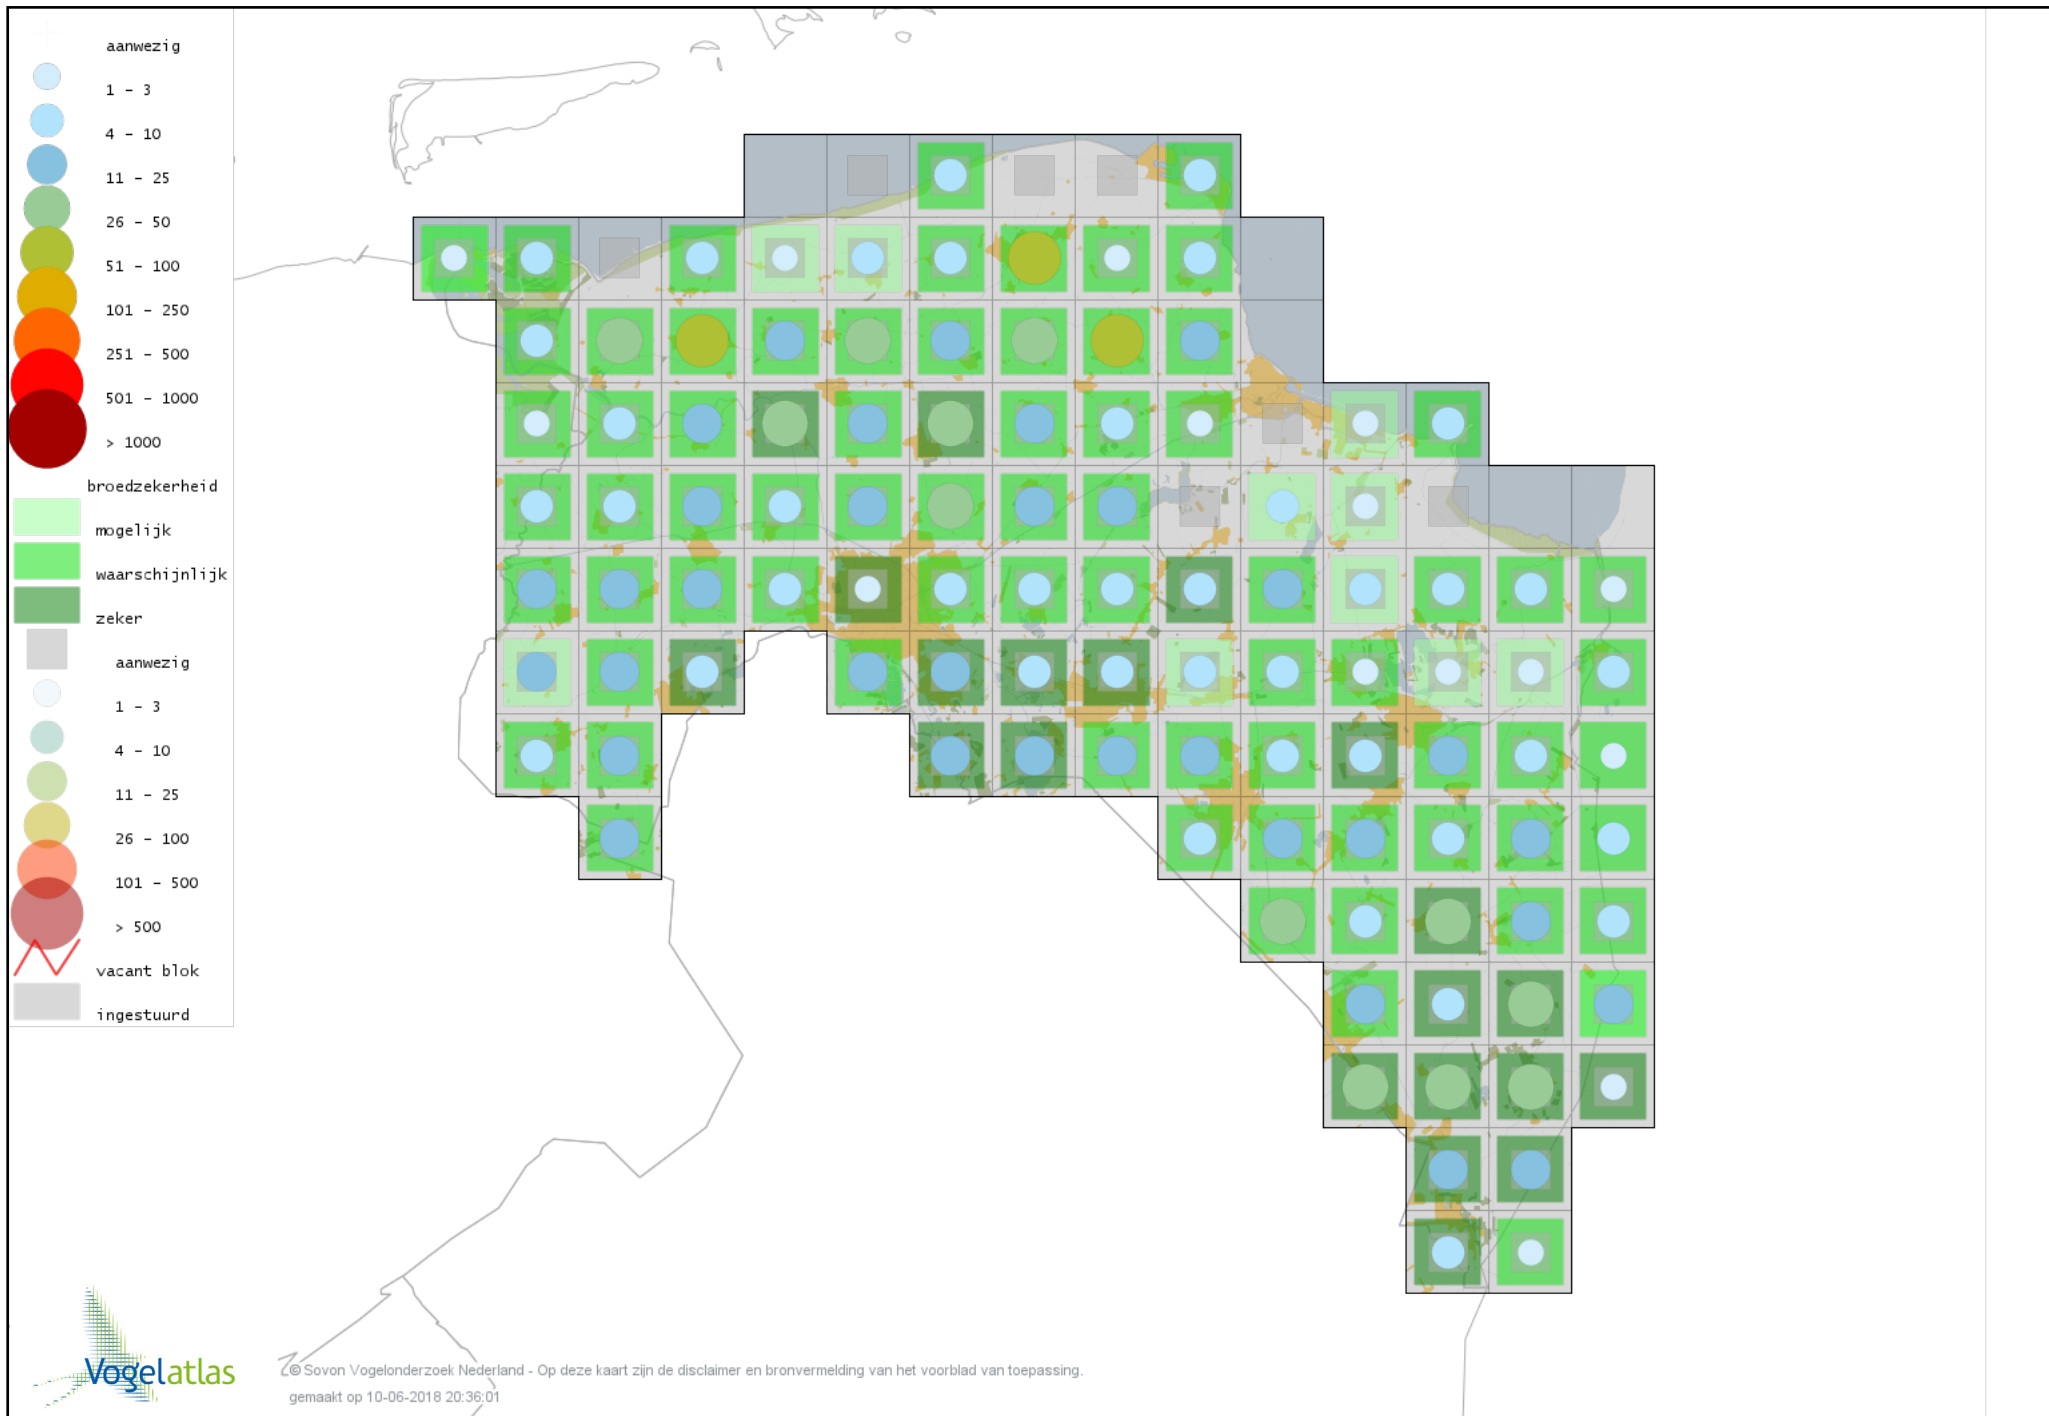 aanwezig
1 - 3
4 - 10
11 - 25
26 - 50
51 - 100
101 - 250
251 - 500
501 - 1000
> 1000
broedzekerheid
mogelijk
waarschijnlijk
zeker
aanwezig
1 - 3
4 - 10
11 - 25
26 - 100
101 - 500
> 500
vacant blok
ingestuurd
Vogelatlas
© Sovon Vogelonderzoek Nederland - Op deze kaart zijn de disclaimer en bronvermelding van het voorblad van toepassing.
gemaakt op 10-06-2018 20:36:01